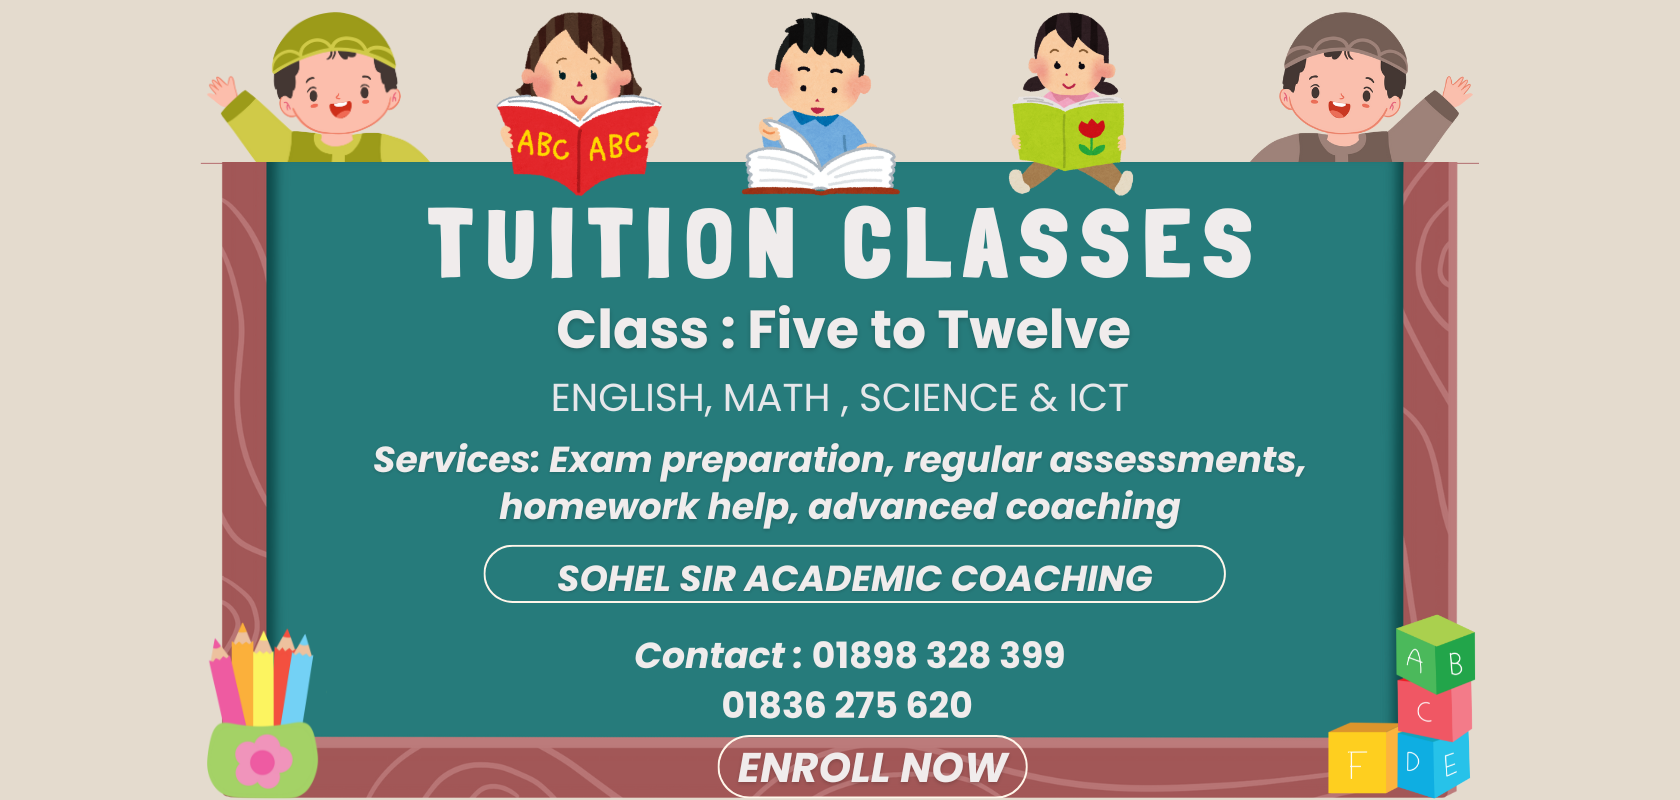 ABC ABC
TUITION CLASSES
Class : Five to Twelve
ENGLISH, MATH , SCIENCE & ICT
Services: Exam preparation, regular assessments,
homework help, advanced coaching
SOHEL SIR ACADEMIC COACHING
Contact : 01898 328 399
01836 275 620
ENROLL NOW
A B
C
F D E